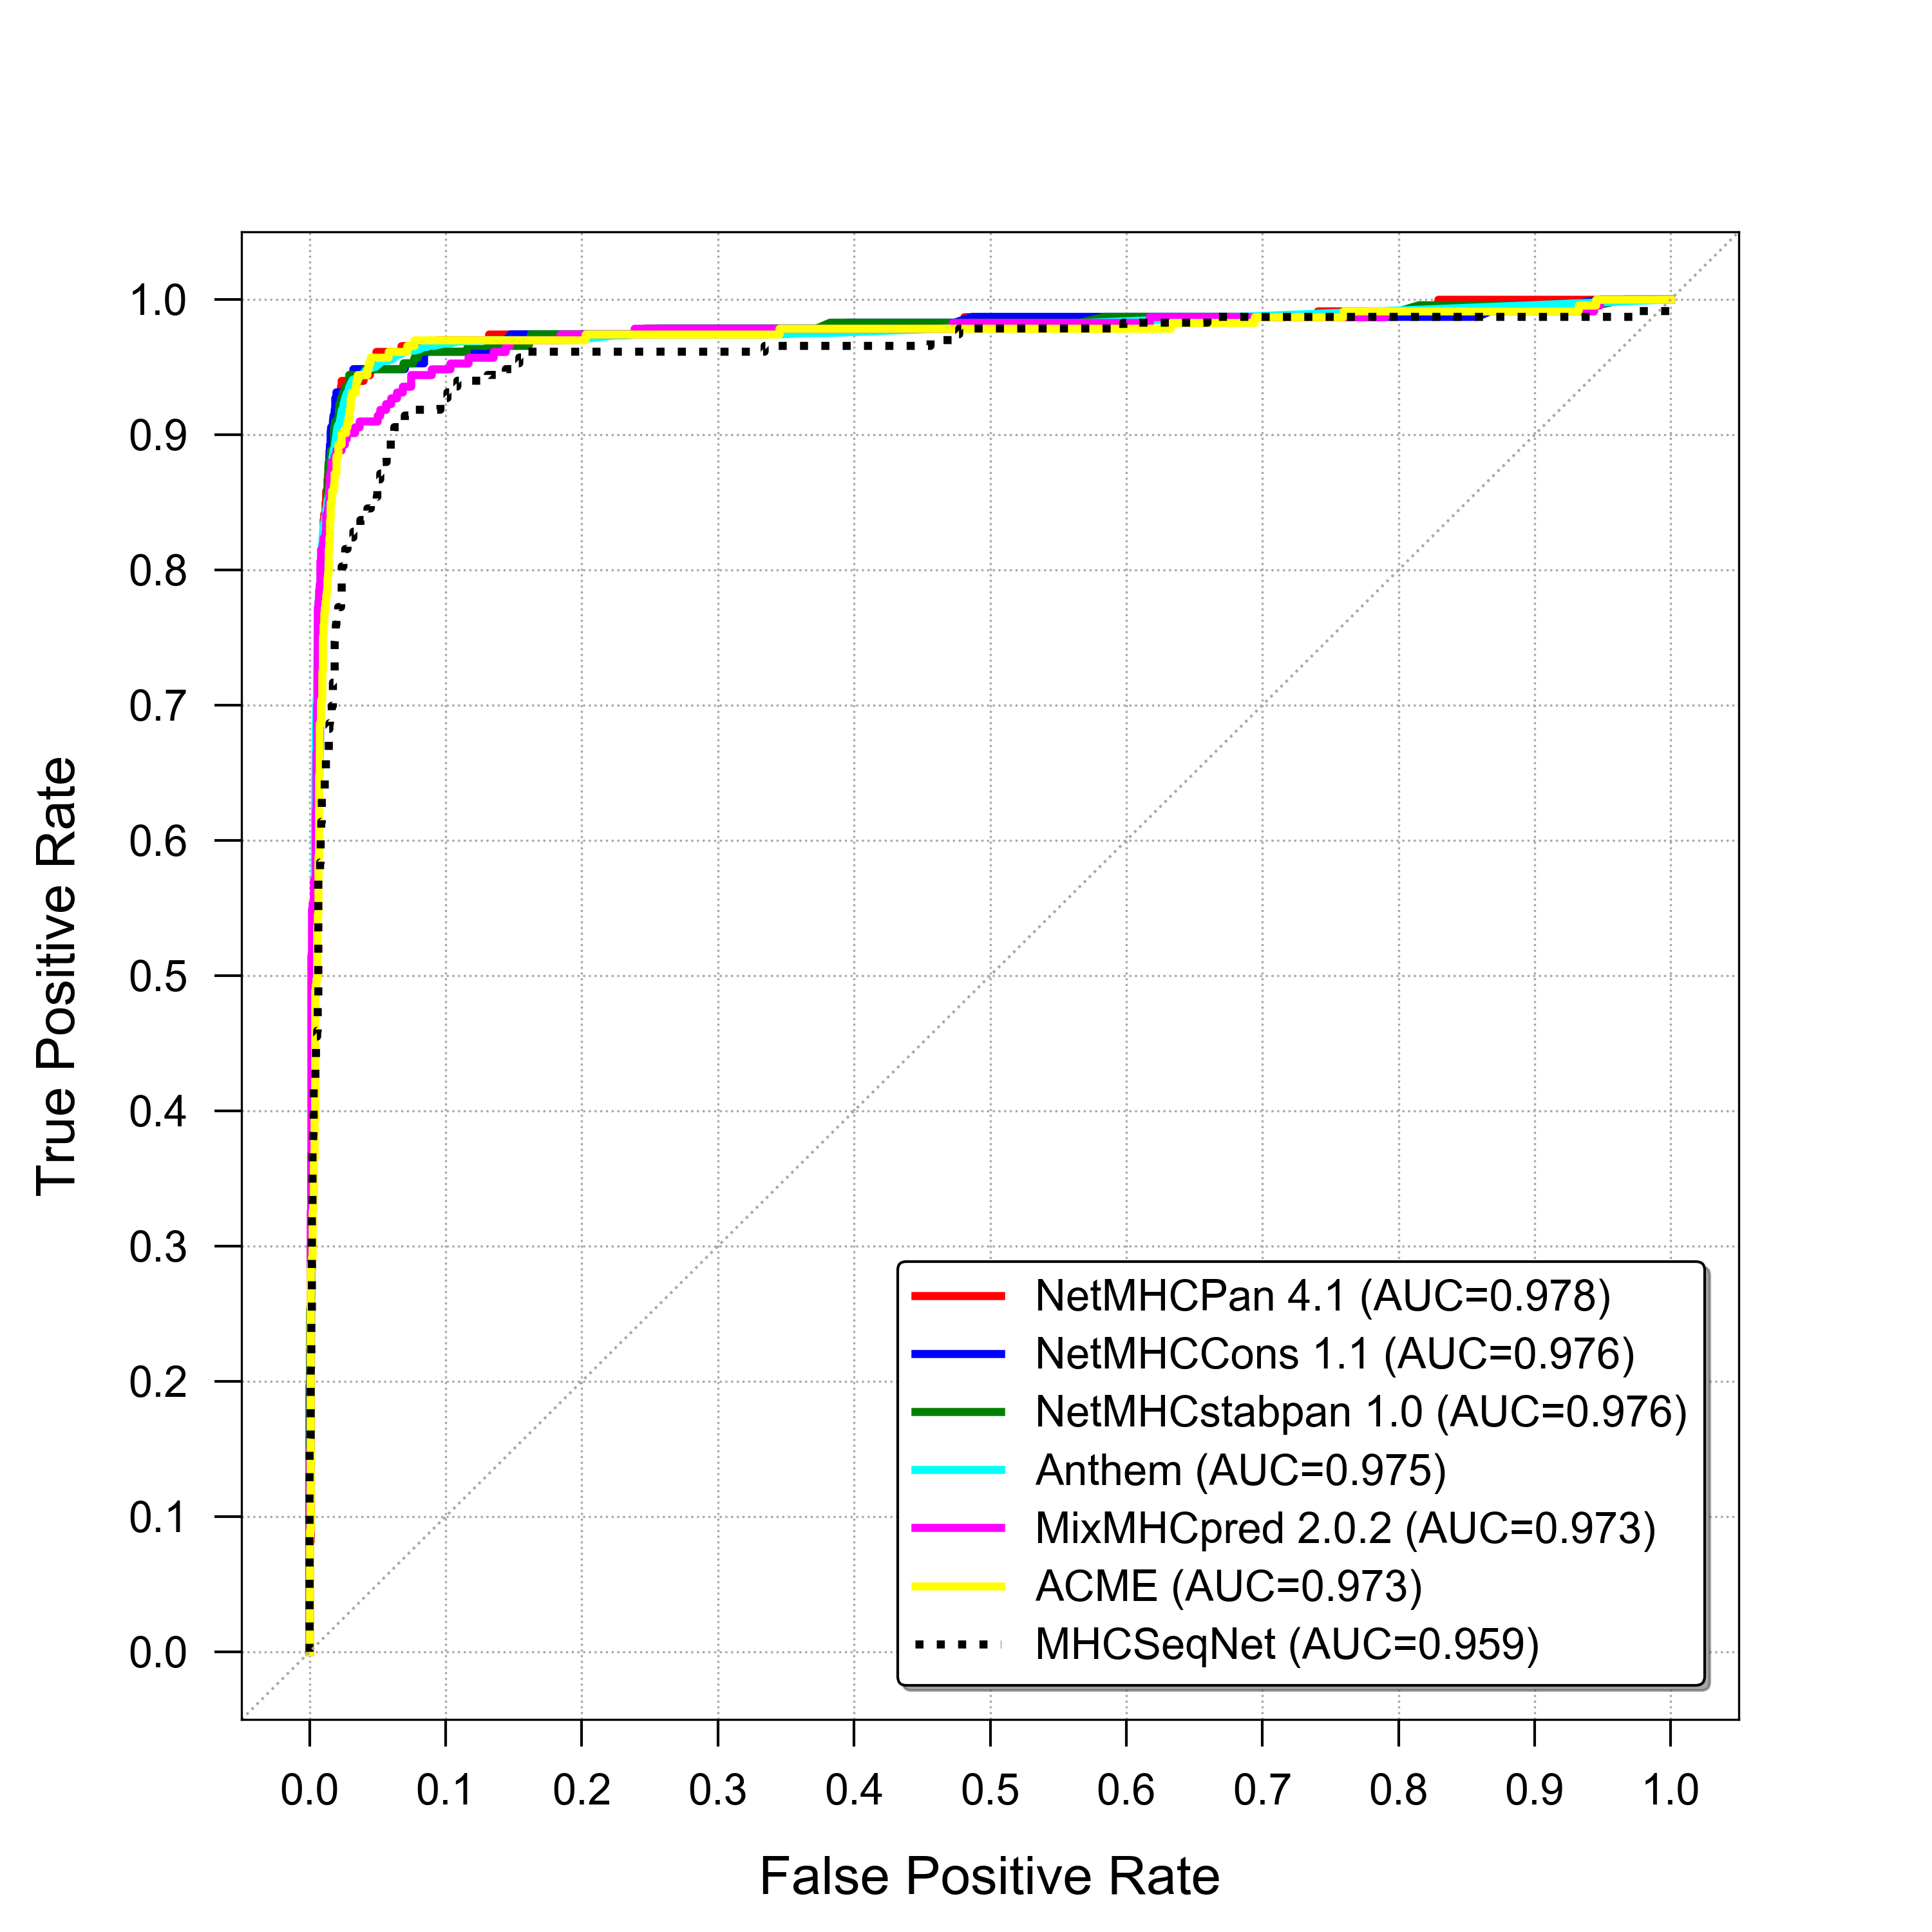 1.0
0.9
0.8
0.7
0.6
0.5
0.4
0.3
0.2
0.1
0.0
True Positive Rate
NetMHCPan 4.1 (AUC=0.978)
NetMHCCons 1.1 (AUC=0.976)
NetMHCstabpan 1.0 (AUC=0.976)
Anthem (AUC=0.975)
MixMHCpred 2.0.2 (AUC=0.973)
ACME (AUC=0.973)
MHCSeqNet (AUC=0.959)
0.0 0.1 0.2 0.3 0.4 0.5 0.6 0.7 0.8 0.9 1.0
False Positive Rate